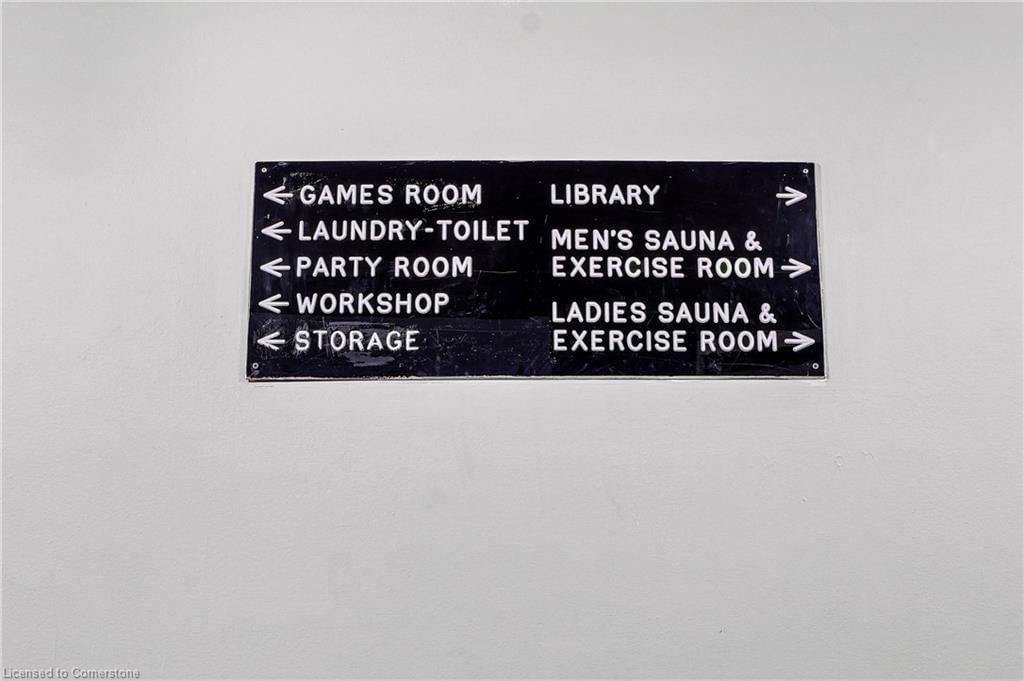 ← GAMES ROOM
← LAUNDRY-TOILET
← PARTY ROOM
← WORKSHOP
← STORAGE
LIBRARY →
MEN'S SAUNA &
EXERCISE ROOM →
LADIES SAUNA &
EXERCISE ROOM →
Licensed to Cornerstone